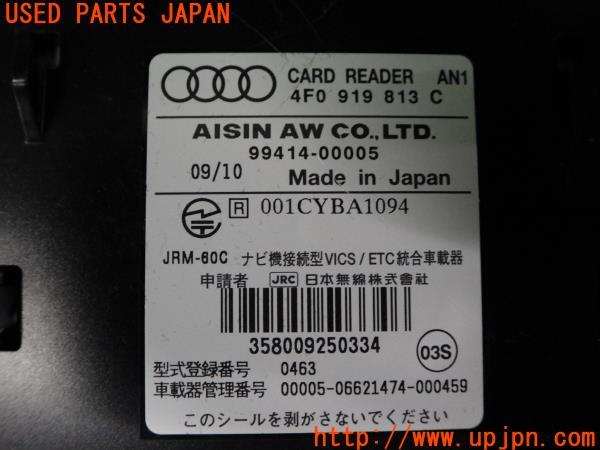 USED PARTS JAPAN
CARD READER AN1
4F0 919 813 C
AISIN AW CO.,LTD.
99414-00005
09/10 Made in Japan
R 001CYBA1094
JRM-60C ナビ機接続型VICS/ETC統合車載器
申請者 JRC 日本無線株式会社
358009250334
03S
型式登録番号 0463
車載器管理番号 00005-06621474-000459
このシールを剥がさないでください
http://www.upjpn.com